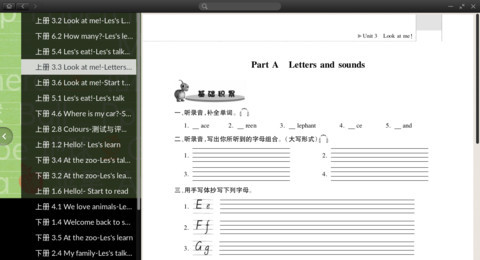 上册 3.2 Look at me!-Les's L...
下册 6.2 How many?-Les's le...
上册 5.4 Les's eat!-Les's talk...
上册 3.3 Look at me!-Letters...
上册 3.6 Look at me!-Start t...
上册 5.1 Les's eat!-Les's talk
下册 4.6 Where is my car?-S...
上册 2.8 Colours-测试与评...
上册 1.2 Hello!- Les's learn
下册 3.4 At the zoo-Les's tal...
下册 3.2 At the zoo-Les's lea...
上册 1.6 Hello!- Start to read
上册 4.1 We love animals-Le...
下册 1.4 Welcome back to s...
下册 3.5 At the zoo-Les's learn
下册 2.4 My family-Les's talk...
▷ Unit 3 Look at me!
Part A Letters and sounds
基础积累
一、听录音,补全单词。
1. __ ace 2. __ reen 3. __ lephant 4. __ ce 5. __ and
二、听录音,写出你所听到的字母组合。(大写形式)
1. 2.
3. 4.
三、用手写体抄写下列字母。
1. E e
2. F f
3. G g